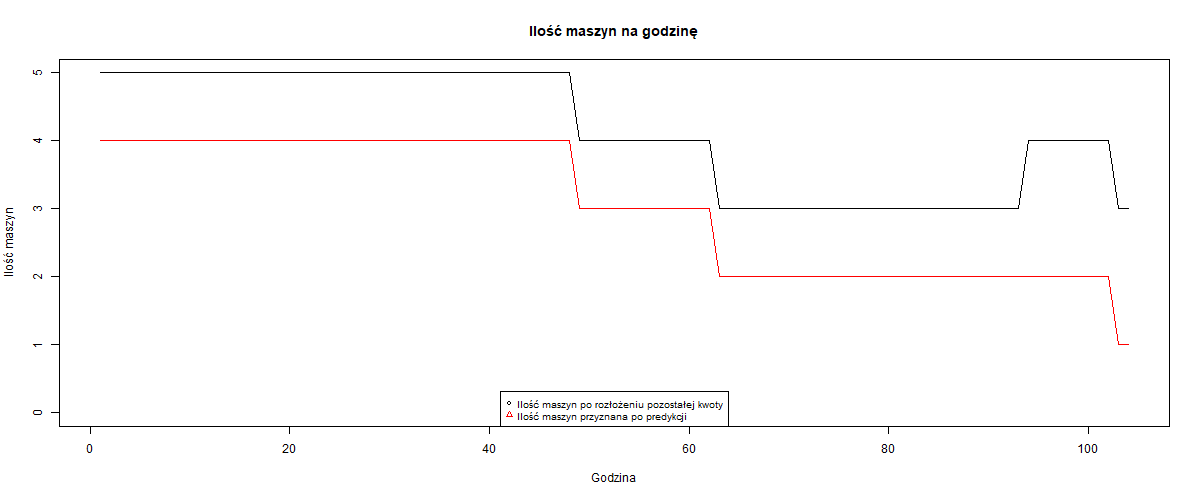 Ilość maszyn na godzinę
Ilość maszyn
5
4
3
2
1
0
Ilość maszyn po rozłożeniu pozostałej kwoty
Ilość maszyn przyznana po predykcji
0 20 40 60 80 100
Godzina